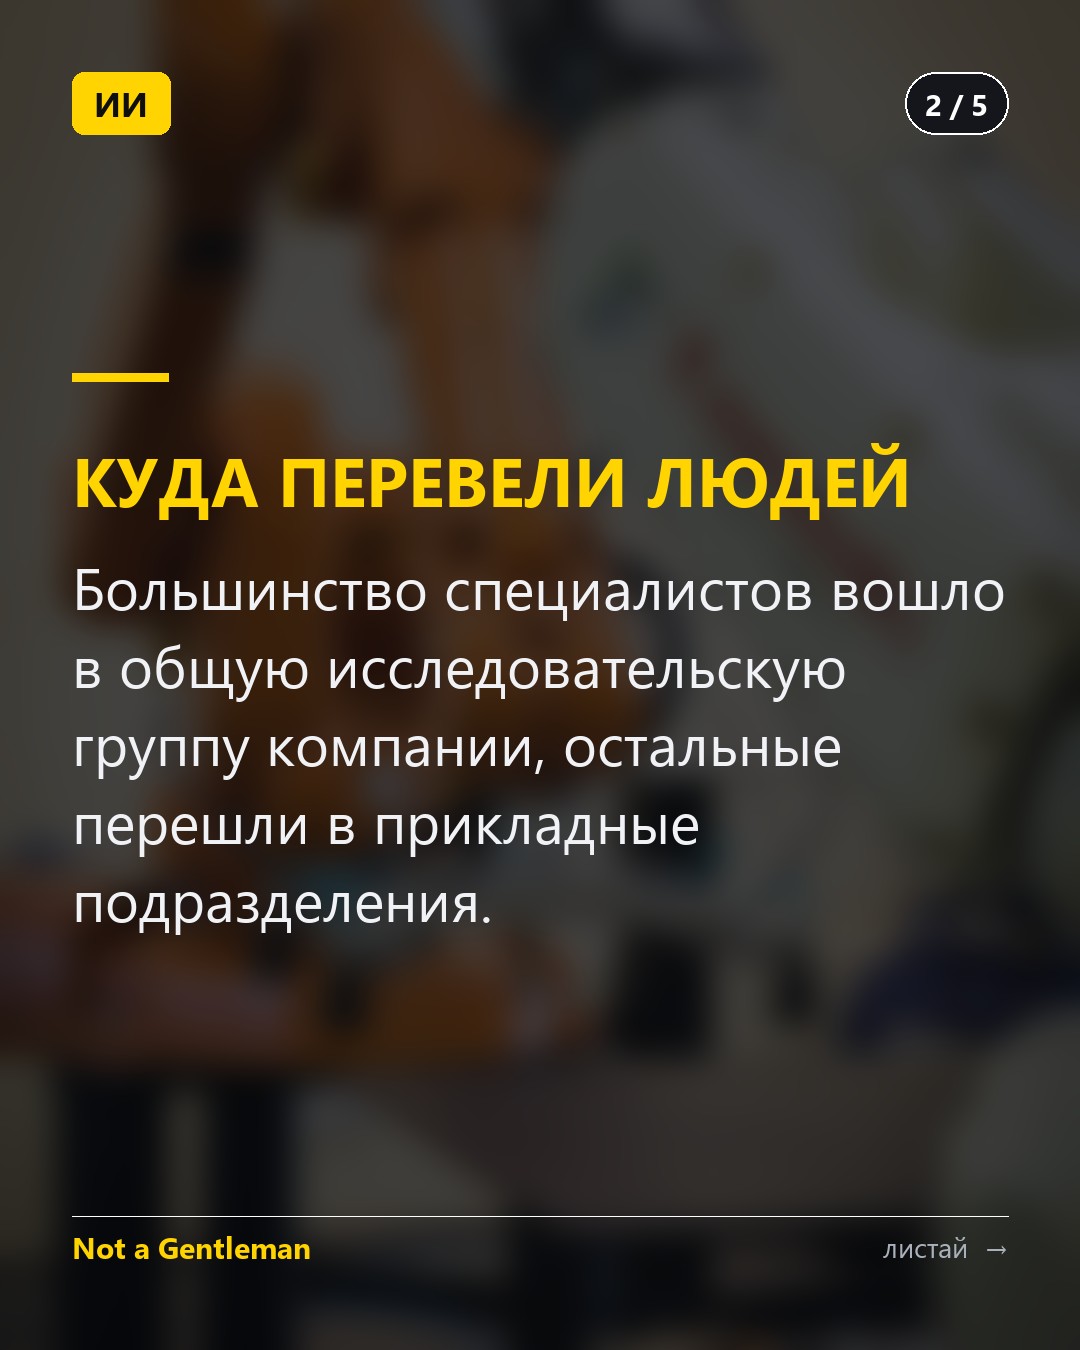 ИИ
2 / 5
КУДА ПЕРЕВЕЛИ ЛЮДЕЙ
Большинство специалистов вошло
в общую исследовательскую
группу компании, остальные
перешли в прикладные
подразделения.
Not a Gentleman
листай →